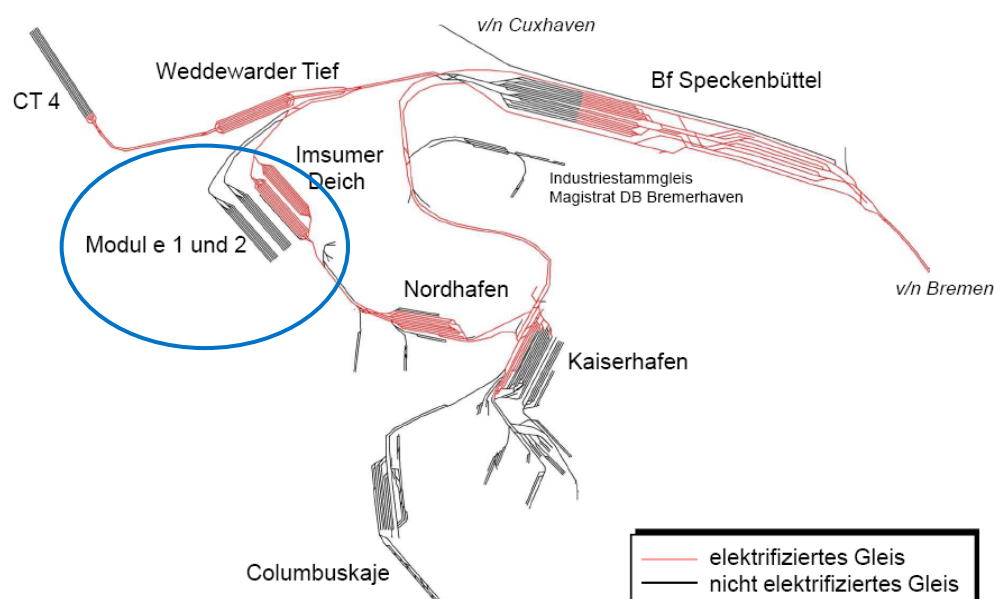 v/n Cuxhaven
Weddewarder Tief
Bf Speckenbüttel
CT 4
Imsumer
Deich
Industriestammgleis
Magistrat DB Bremerhaven
Modul e 1 und 2
v/n Bremen
Nordhafen
Kaiserhafen
Columbuskaje
elektrifiziertes Gleis
nicht elektrifiziertes Gleis